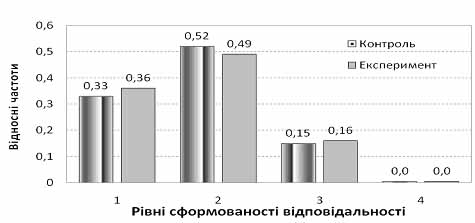 0,6
0,5
0,4
0,3
0,2
0,1
0
Відносні частоти
0,33 0,36
0,52 0,49
0,15 0,16
0,0 0,0
Контроль
Експеримент
1 2 3 4
Рівні сформованості відповідальності